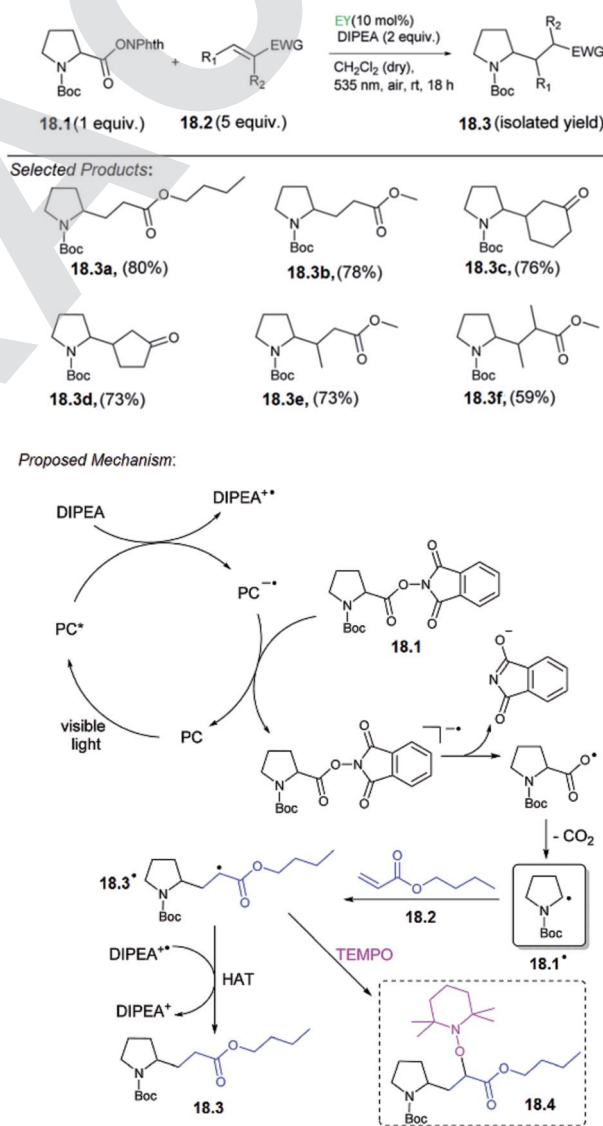 EY(10 mol%)
DIPEA (2 equiv.)
CH2Cl2 (dry),
535 nm, air, rt, 18 h
ONPhth
O
N
Boc
+
R1
EWG
R2
R2
EWG
R1
N
Boc
18.1 (1 equiv.)
18.2 (5 equiv.)
18.3 (isolated yield)
Selected Products:
N
Boc
O
O
18.3a, (80%)
N
Boc
O
O
18.3b, (78%)
N
Boc
O
18.3c, (76%)
N
Boc
O
18.3d, (73%)
N
Boc
O
O
18.3e, (73%)
N
Boc
O
O
18.3f, (59%)
Proposed Mechanism:
DIPEA
DIPEA+•
PC−•
PC*
visible
light
PC
O
O
N
N
Boc
O
O
18.1
O−
N
O
O
O
N
N
Boc
O
O
−•
O•
O
N
Boc
- CO2
N
Boc
18.1•
O
O
18.2
18.3•
N
Boc
O
O
DIPEA+•
HAT
DIPEA+
TEMPO
N
Boc
O
O
18.3
N
O
O
O
N
Boc
18.4